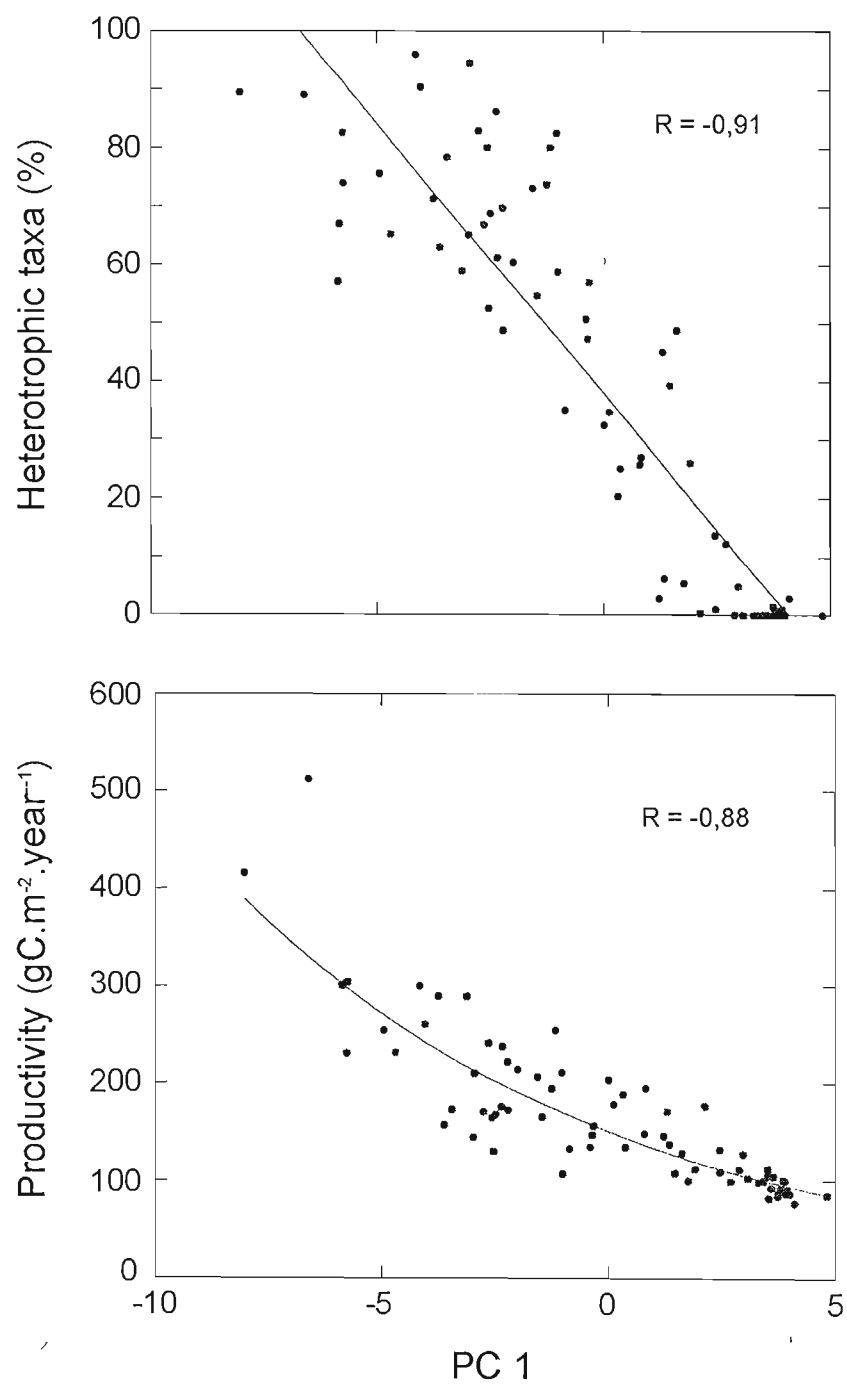 100
80
60
40
20
0
Heterotrophic taxa (%)
R = -0,91
600
500
400
300
200
100
0
Productivity (gC.m⁻².year⁻¹)
R = -0,88
-10 -5 0 5
PC 1